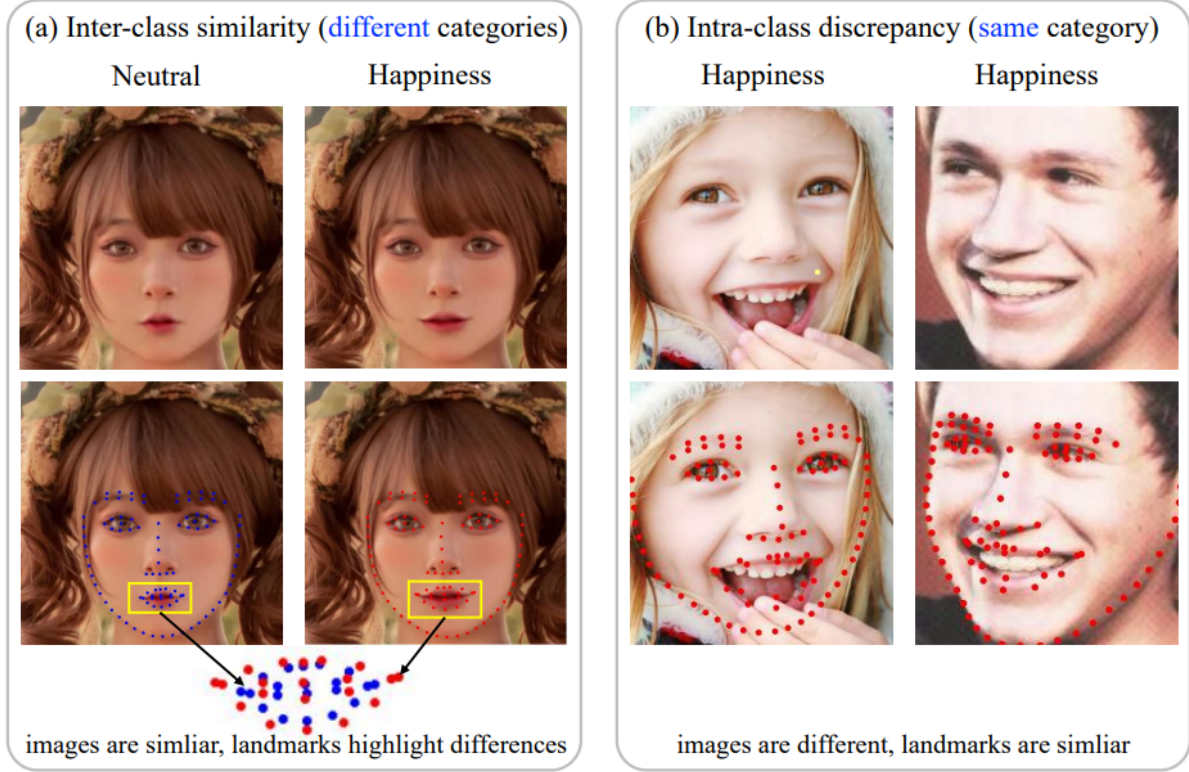 (a) Inter-class similarity (different categories)
Neutral
Happiness
images are simliar, landmarks highlight differences
(b) Intra-class discrepancy (same category)
Happiness
Happiness
images are different, landmarks are simliar